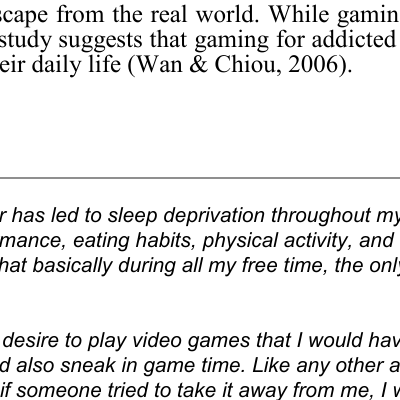 scape from the real world. While gamin
study suggests that gaming for addicted
eir daily life (Wan & Chiou, 2006).
r has led to sleep deprivation throughout my
mance, eating habits, physical activity, and
hat basically during all my free time, the only
desire to play video games that I would hav
d also sneak in game time. Like any other a
if someone tried to take it away from me, I w